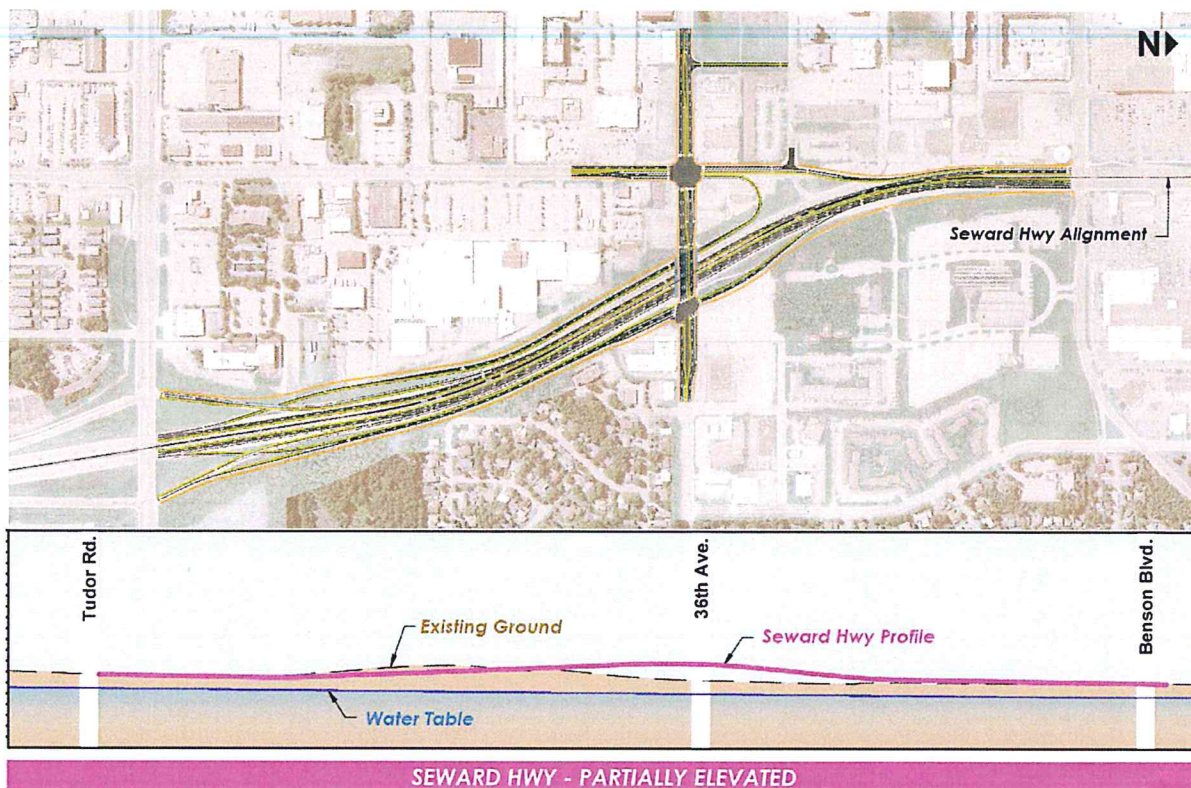 N
Seward Hwy Alignment
Tudor Rd.
36th Ave.
Benson Blvd.
Existing Ground
Seward Hwy Profile
Water Table
SEWARD HWY - PARTIALLY ELEVATED